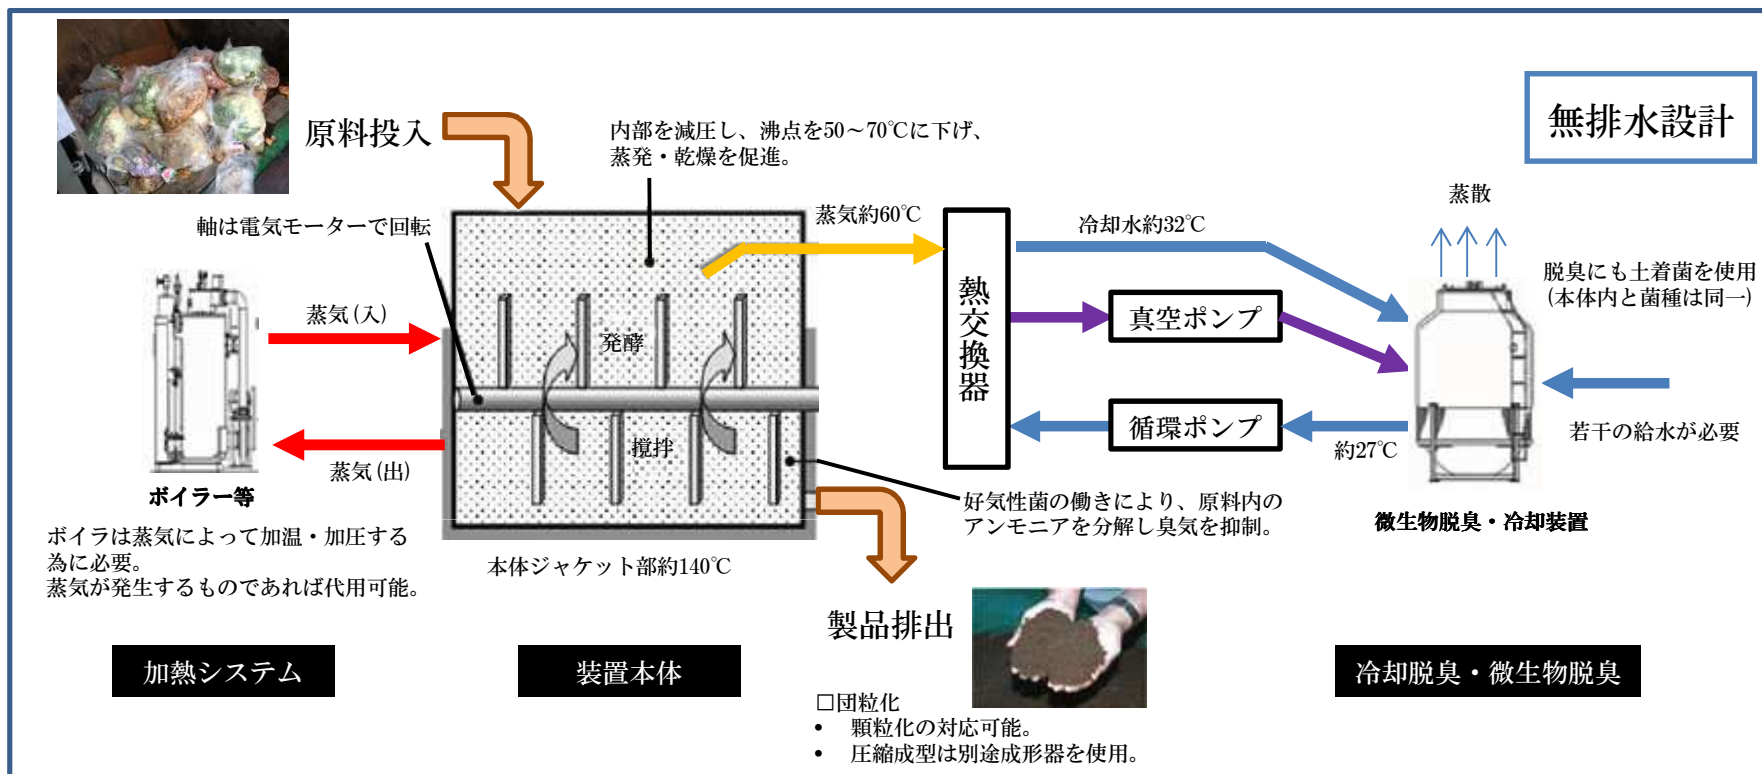 原料投入
内部を減圧し、沸点を50～70℃に下げ、
蒸発・乾燥を促進。
無排水設計
軸は電気モーターで回転
蒸気約60℃
冷却水約32℃
蒸散
脱臭にも土着菌を使用
(本体内と菌種は同一)
蒸気(入)
発酵
熱交換器
真空ポンプ
撹拌
循環ポンプ
若干の給水が必要
蒸気(出)
約27℃
ボイラー等
好気性菌の働きにより、原料内の
アンモニアを分解し臭気を抑制。
微生物脱臭・冷却装置
ボイラは蒸気によって加温・加圧する
為に必要。
蒸気が発生するものであれば代用可能。
本体ジャケット部約140℃
製品排出
加熱システム
装置本体
冷却脱臭・微生物脱臭
□団粒化
• 顆粒化の対応可能。
• 圧縮成型は別途成形器を使用。